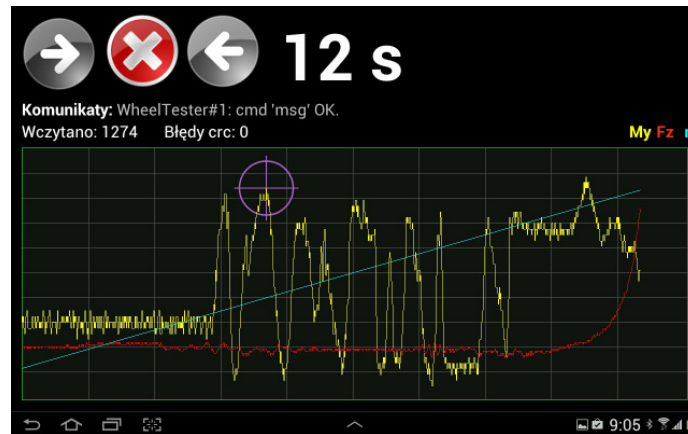 12 s
Komunikaty: WheelTester#1: cmd 'msg' OK.
Wczytano: 1274 Błędy crc: 0 My Fz
9:05